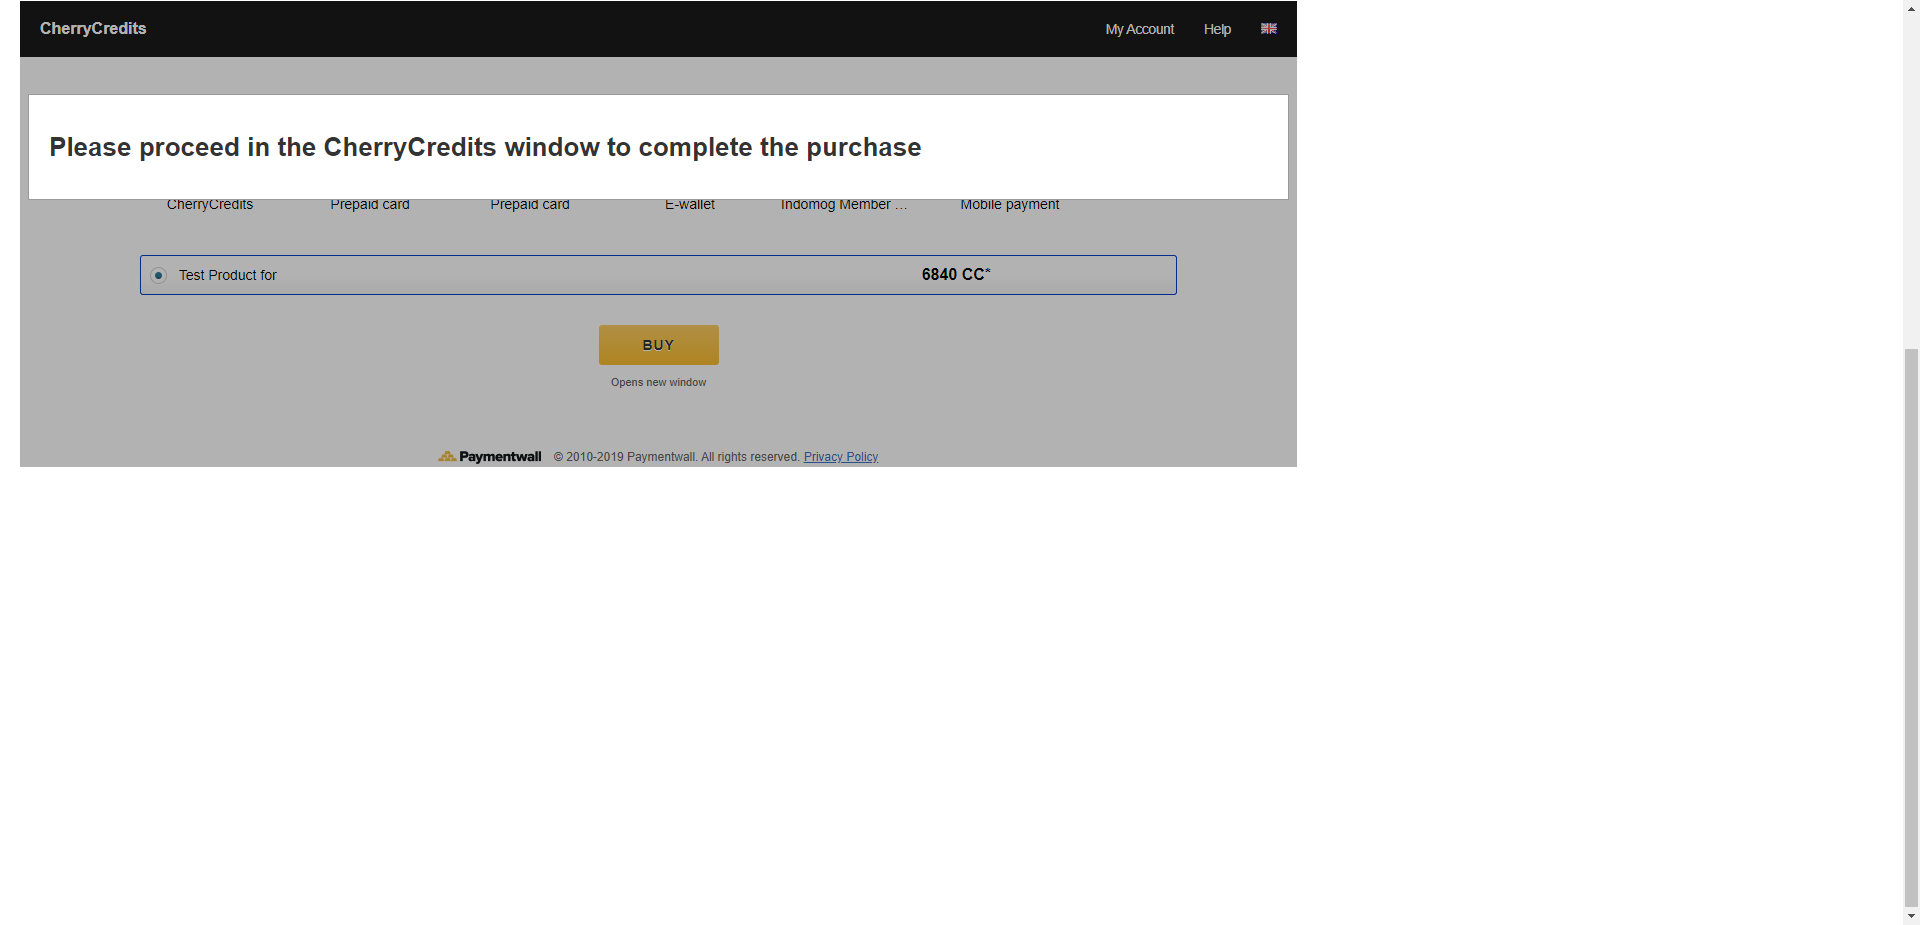 CherryCredits My Account Help
Please proceed in the CherryCredits window to complete the purchase
CherryCredits Prepaid card Prepaid card E-wallet Indomog Member ... Mobile payment
Test Product for 6840 CC*
BUY
Opens new window
Paymentwall © 2010-2019 Paymentwall. All rights reserved. Privacy Policy